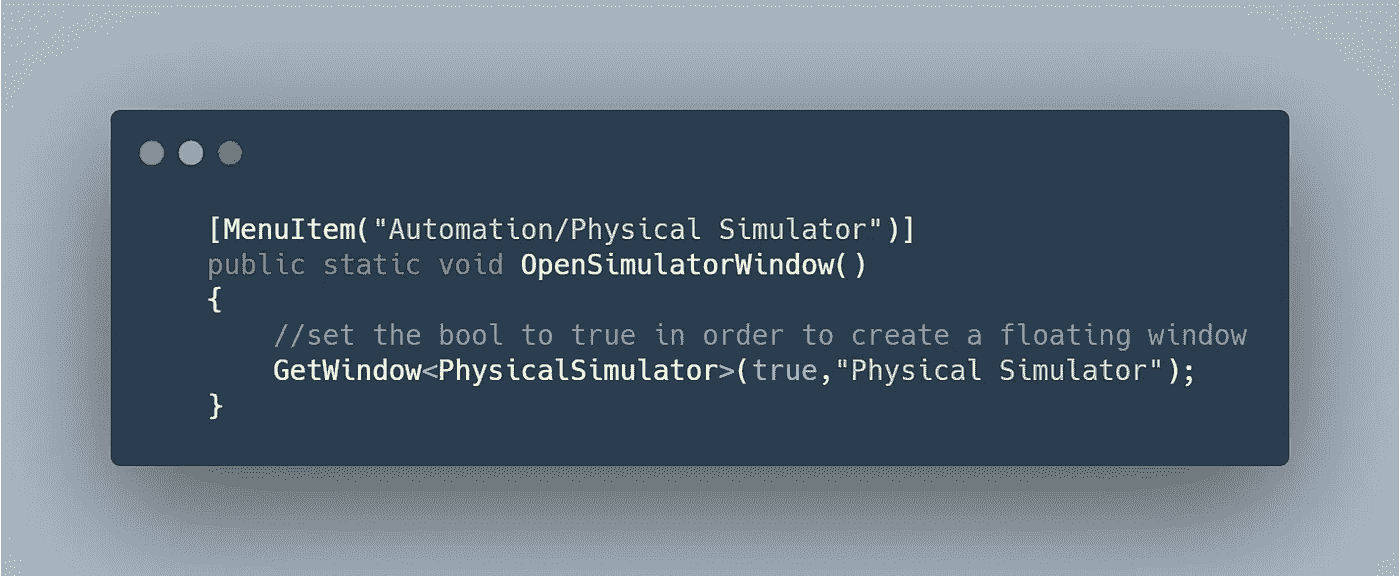 [MenuItem("Automation/Physical Simulator")]
public static void OpenSimulatorWindow()
{
//set the bool to true in order to create a floating window
GetWindow<PhysicalSimulator>(true,"Physical Simulator");
}